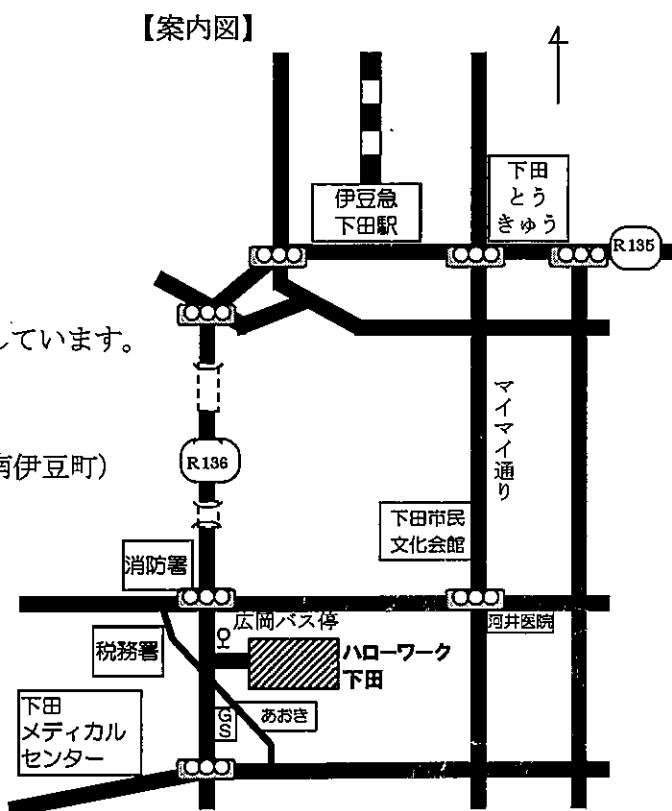 【案内図】
伊豆急
下田駅
下田
とう
きゅう
R135
しています。
マイマイ通り
南伊豆町)
R136
下田市民
文化会館
消防署
広岡バス停
河井医院
税務署
ハローワーク
下田
下田
メディカル
センター
GS
あおき